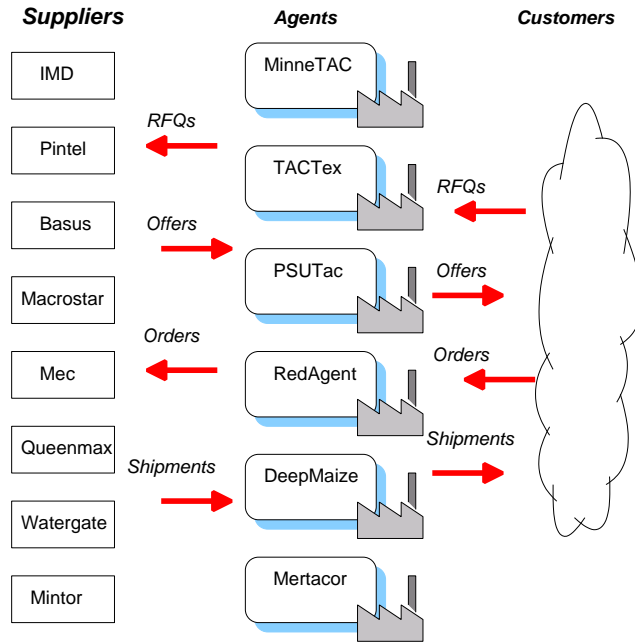 Suppliers
Agents
Customers
IMD
Pintel
Basus
Macrostar
Mec
Queenmax
Watergate
Mintor
RFQs
Offers
Orders
Shipments
MinneTAC
TACTex
PSUTac
RedAgent
DeepMaize
Mertacor
RFQs
Offers
Orders
Shipments